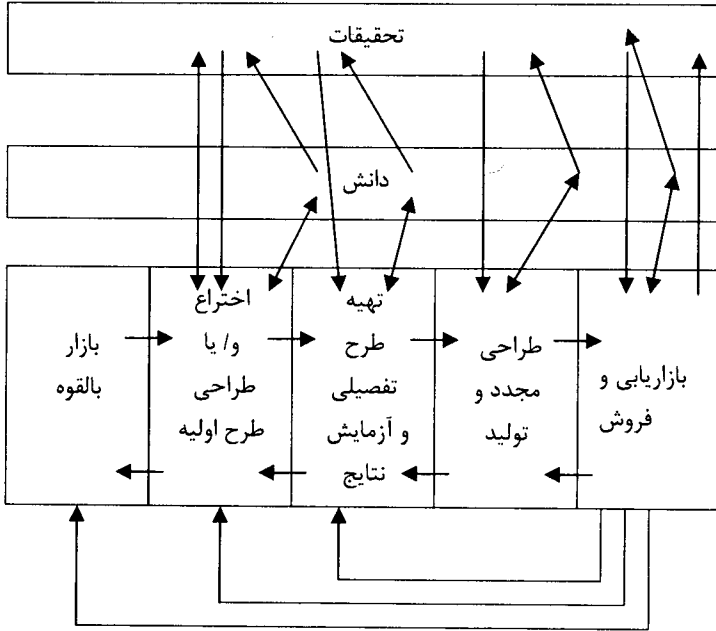 تحقیقات
دانش
بازار
بالقوه
اختراع
و/ یا
طراحی
طرح اولیه
تهیه
طرح
تفصیلی
و آزمایش
نتایج
طراحی
مجدد و
تولید
بازاریابی و
فروش